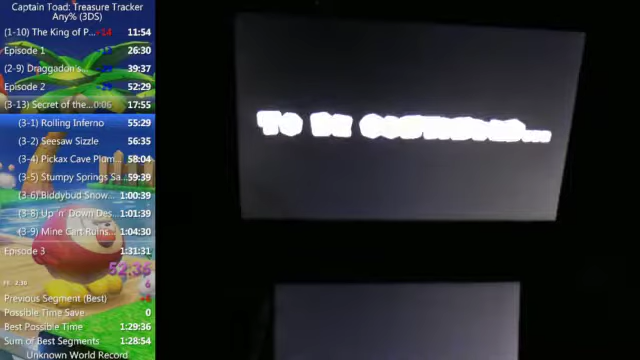 Captain Toad: Treasure Tracker
Any% (3DS)
(1-10) The King of P... +14 11:54
Episode 1 26:30
(2-9) Draggadon's... 39:37
Episode 2 52:29
(3-13) Secret of the... 0:06 17:55
(3-1) Rolling Inferno 55:29
(3-2) Seesaw Sizzle 56:35
(3-4) Pickax Cave Plum... 58:04
(3-5) Stumpy Springs Sa... 59:39
(3-6) Biddybud Snow... 1:00:39
(3-8) Up 'n' Down Des... 1:01:39
(3-9) Mine Cart Ruins... 1:04:30
Episode 3 1:31:31
52:36
Previous Segment (Best)
Possible Time Save 0
Best Possible Time 1:29:36
Sum of Best Segments 1:28:54
Unknown World Record
TO BE CONTINUED...